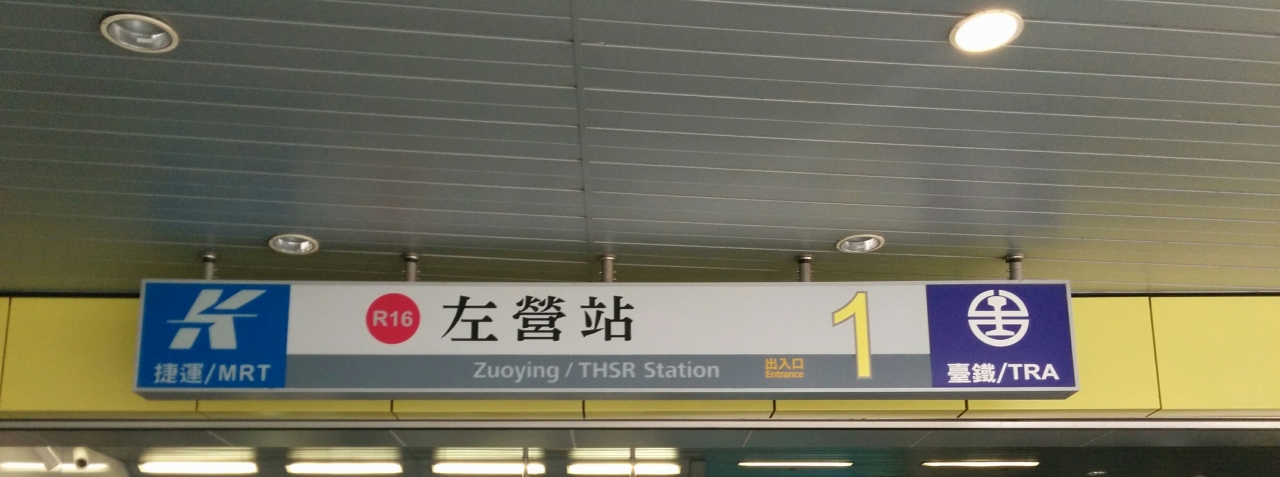 捷運/MRT
R16 左營站
Zuoying / THSR Station
出入口
Entrance
1
臺鐵/TRA